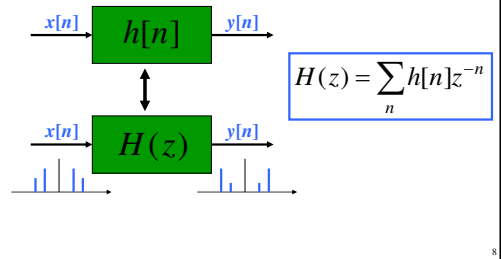 x[n] h[n] y[n]
H(z) = ∑ₙ h[n]z⁻ⁿ
x[n] H(z) y[n]
8